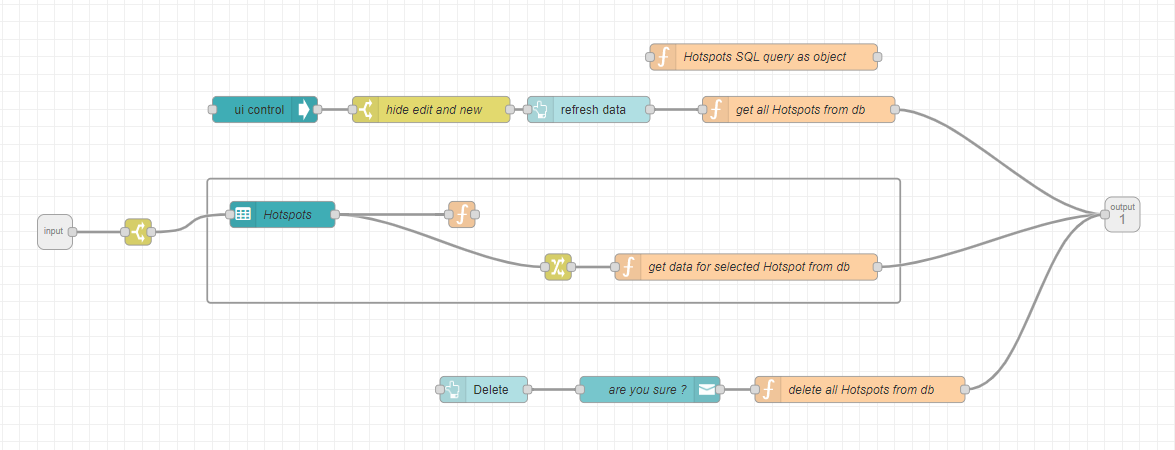 Hotspots SQL query as object
ui control
hide edit and new
refresh data
get all Hotspots from db
input
Hotspots
output
1
get data for selected Hotspot from db
Delete
are you sure ?
delete all Hotspots from db